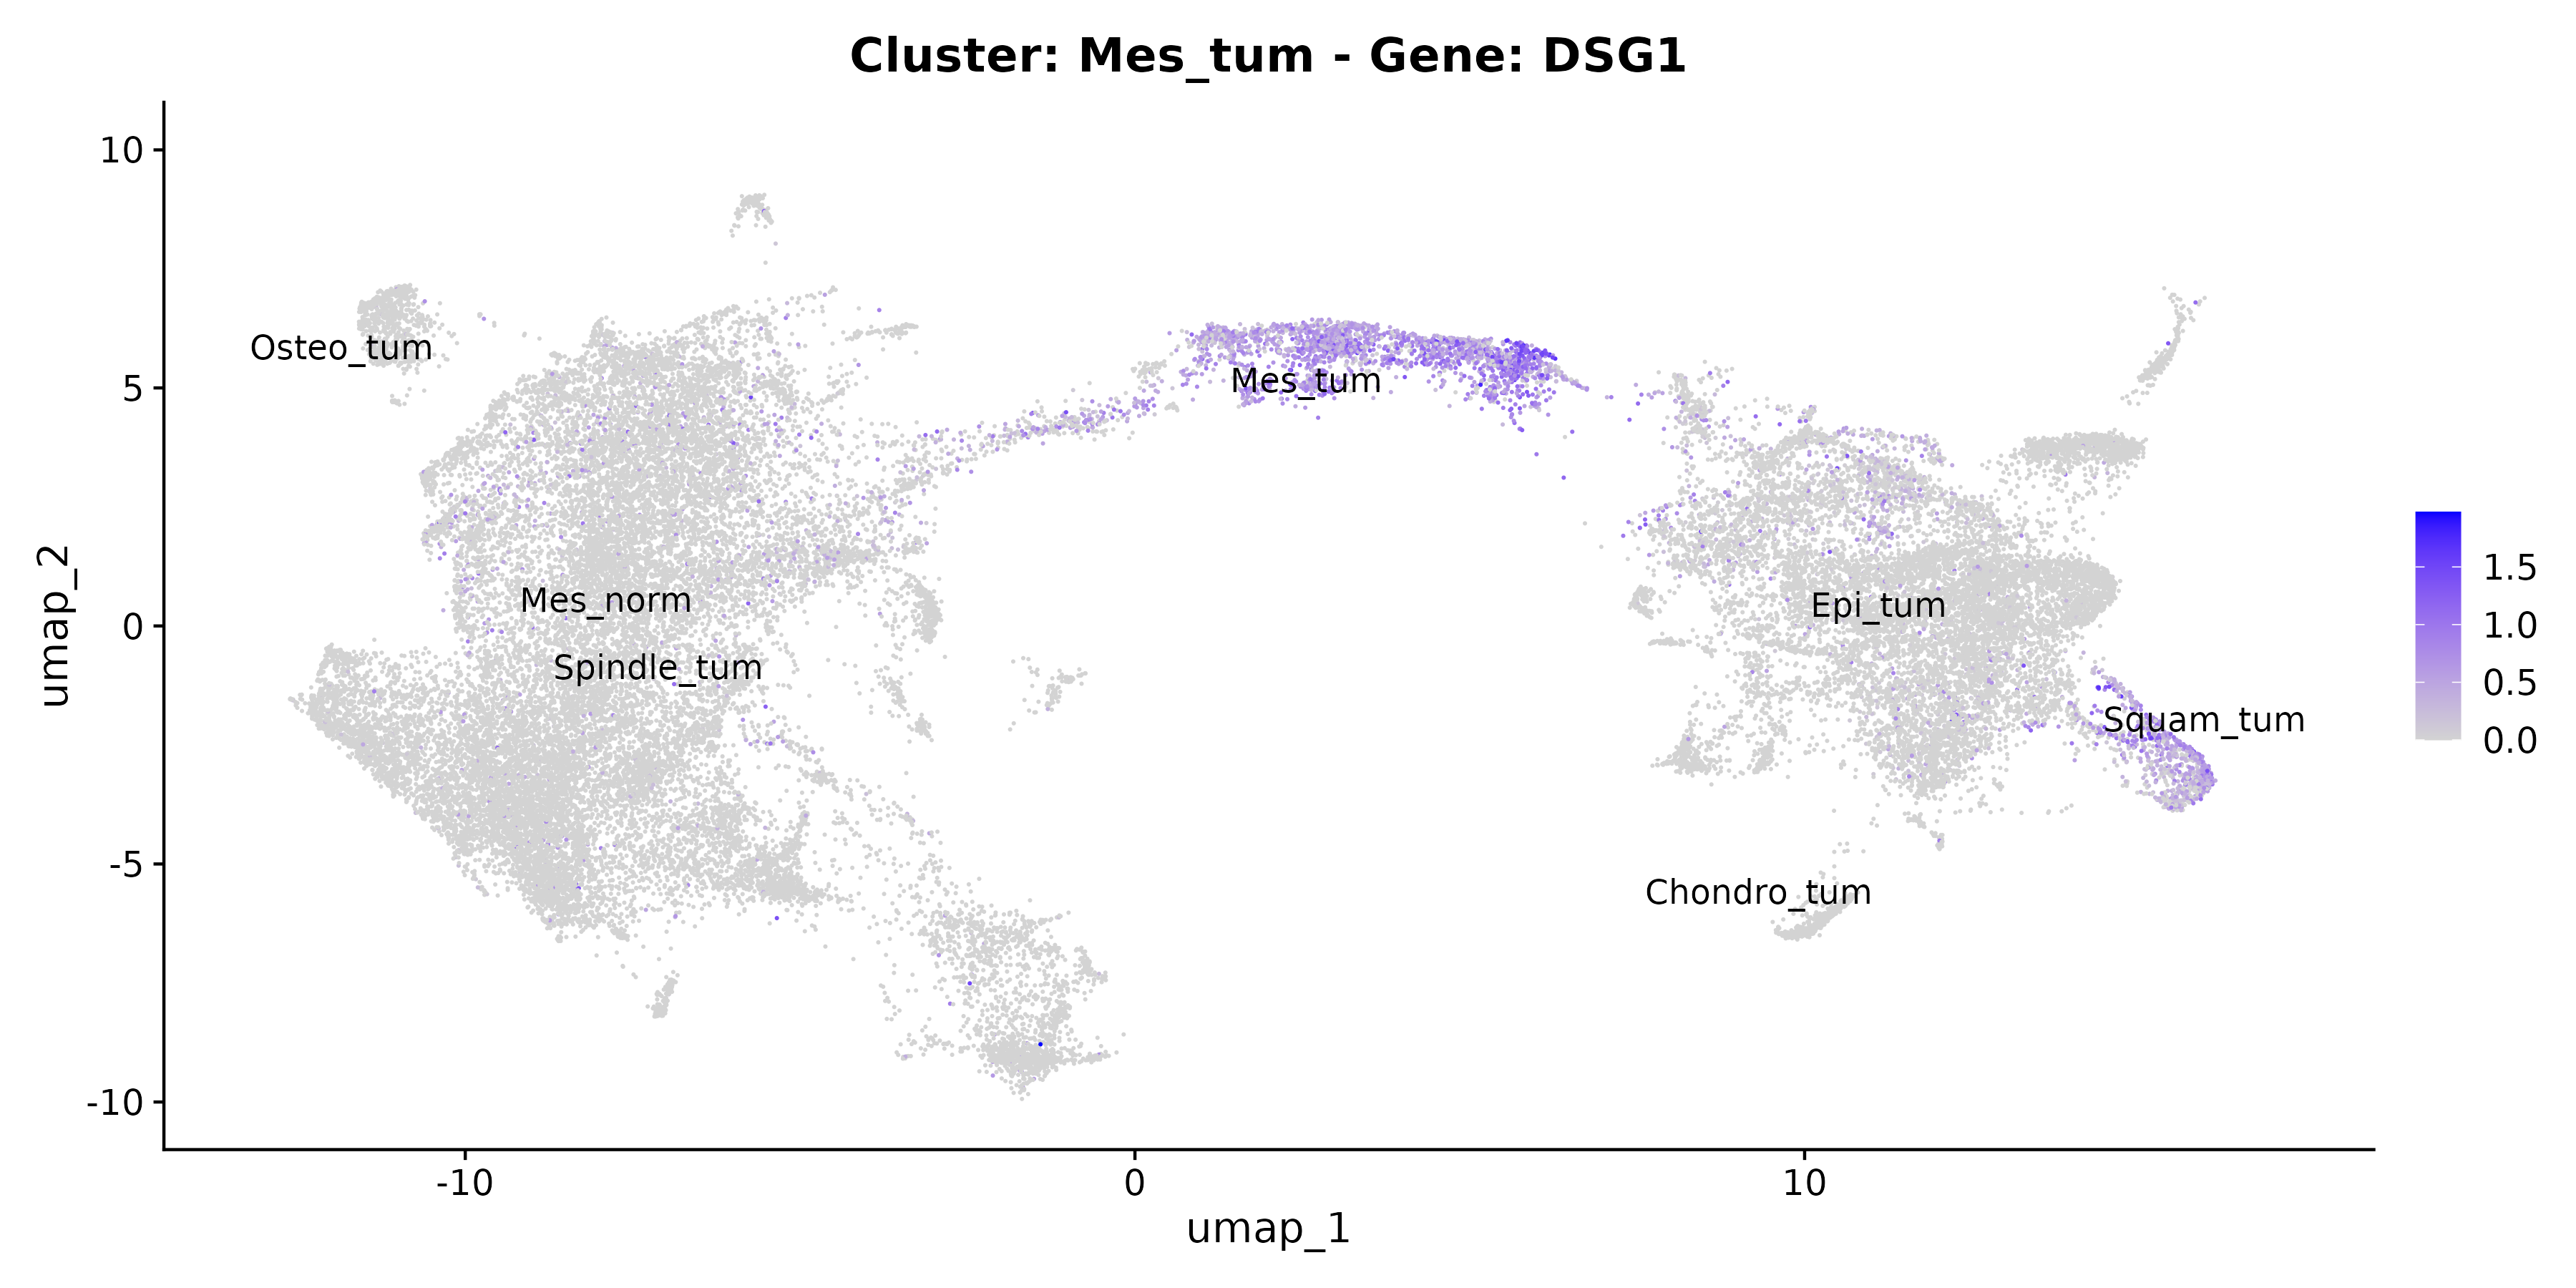 Cluster: Mes_tum - Gene: DSG1
10
5
0
-5
-10
umap_2
Osteo_tum
Mes_tum
Mes_norm
Epi_tum
Spindle_tum
Squam_tum
Chondro_tum
1.5
1.0
0.5
0.0
-10
0
10
umap_1